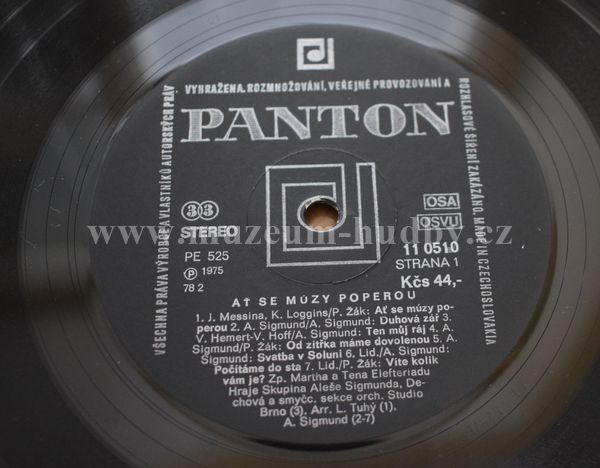 VŠECHNA PRÁVA VÝROBCE A VLASTNÍKŮ AUTORSKÝCH PRÁV
VYHRAŽENA. ROZMNOŽOVÁNÍ, VEŘEJNÉ PROVOZOVÁNÍ A
ROZHLASOVÉ ŠÍŘENÍ ZAKÁZÁNO. MADE IN CZECHOSLOVAKIA
PANTON
33
STEREO
PE 525
Ⓟ 1975
78 2
OSA
OSVU
11 0510
STRANA 1
Kčs 44,-
www.muzeum-hudby.cz
AŤ SE MÚZY POPEROU
1. J. Messina, K. Loggins/P. Žák: Ať se múzy po-
perou 2. A. Sigmund/A. Sigmund: Duhová zář 3.
V. Hemert-V. Hoff/A. Sigmund: Ten můj ráj 4. A.
Sigmund/P. Žák: Od zítřka máme dovolenou 5. A.
Sigmund: Svatba v Soluni 6. Lid./A. Sigmund:
Počítáme do sta 7. Lid./P. Žák: Víte kolik
vám je? Zp. Martha a Tena Elefteriadu
Hraje Skupina Aleše Sigmunda, De-
chová a smyčc. sekce orch. Studio
Brno (3). Arr. L. Tuhý (1),
A. Sigmund (2-7)